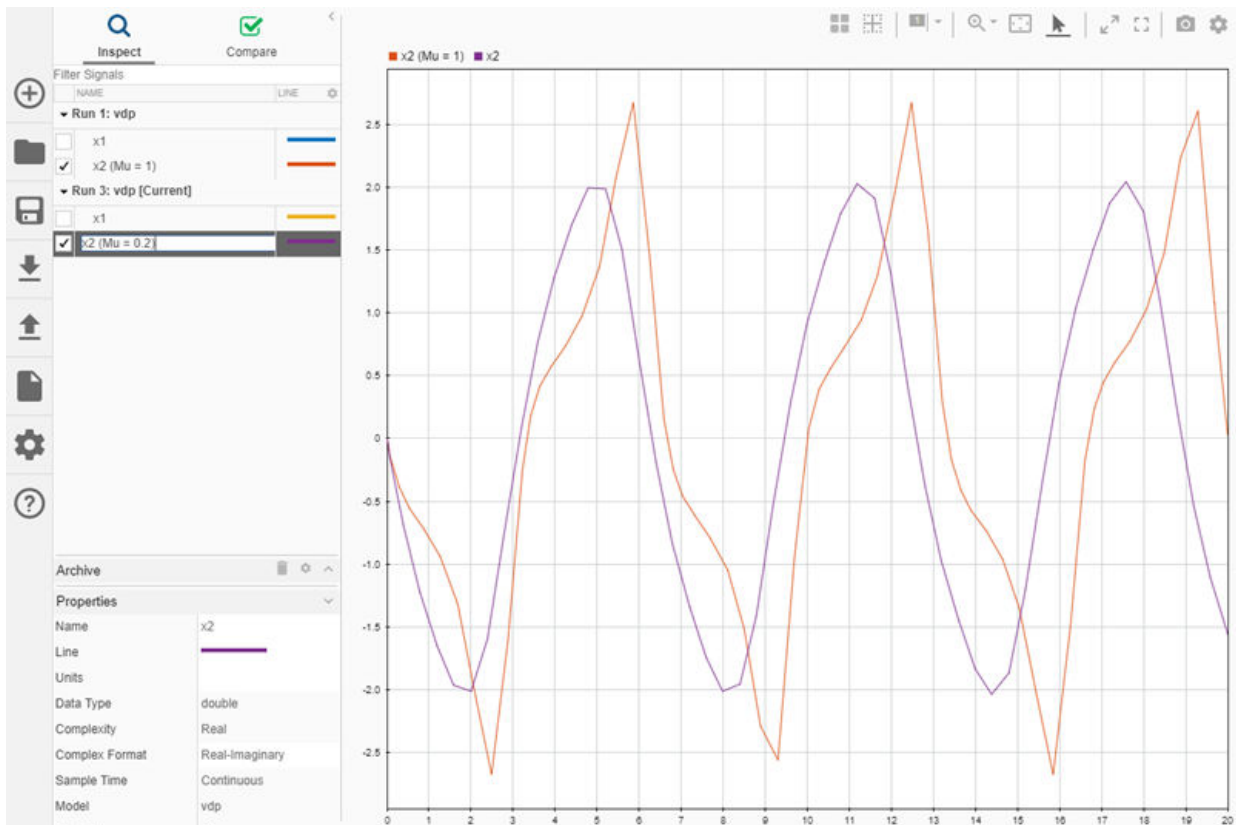 Inspect Compare
Filter Signals
NAME LINE
Run 1: vdp
x1
x2 (Mu = 1)
Run 3: vdp [Current]
x1
x2 (Mu = 0.2)
Archive
Properties
Name x2
Line
Units
Data Type double
Complexity Real
Complex Format Real-Imaginary
Sample Time Continuous
Model vdp
1
x2 (Mu = 1) x2
2.5
2.0
1.5
1.0
0.5
0
-0.5
-1.0
-1.5
-2.0
-2.5
0 1 2 3 4 5 6 7 8 9 10 11 12 13 14 15 16 17 18 19 20